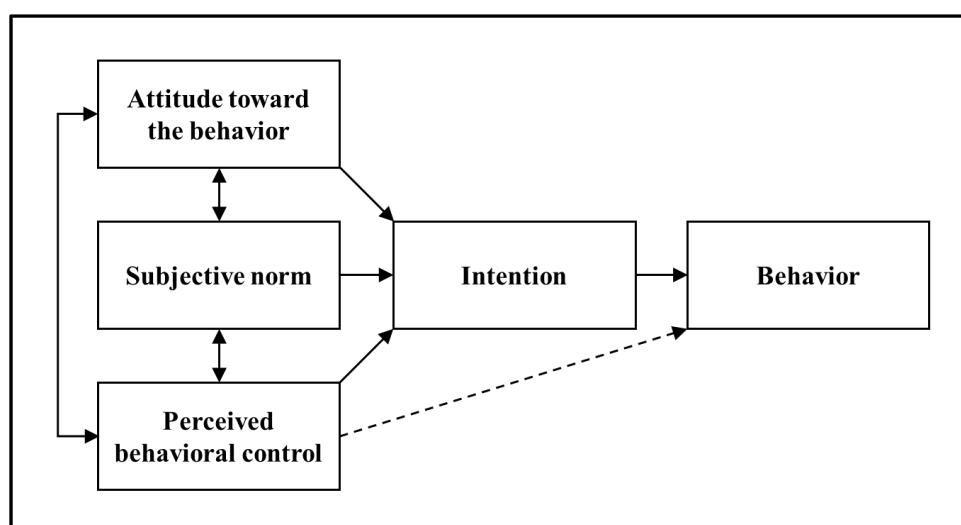 Attitude toward
the behavior
Subjective norm
Intention
Behavior
Perceived
behavioral control